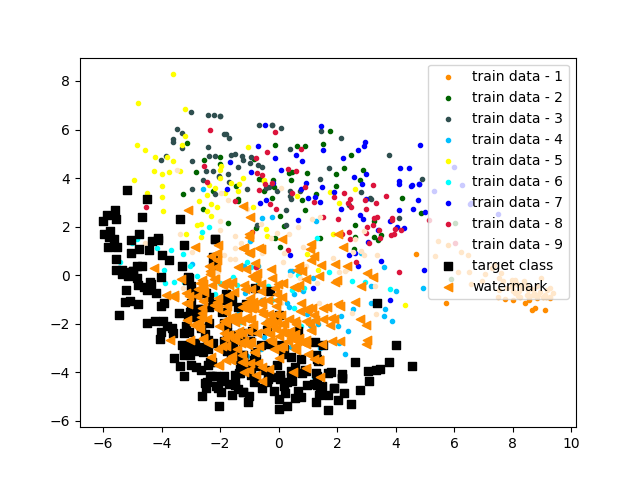 8
6
4
2
0
−2
−4
−6
−6
−4
−2
0
2
4
6
8
10
train data - 1
train data - 2
train data - 3
train data - 4
train data - 5
train data - 6
train data - 7
train data - 8
train data - 9
target class
watermark